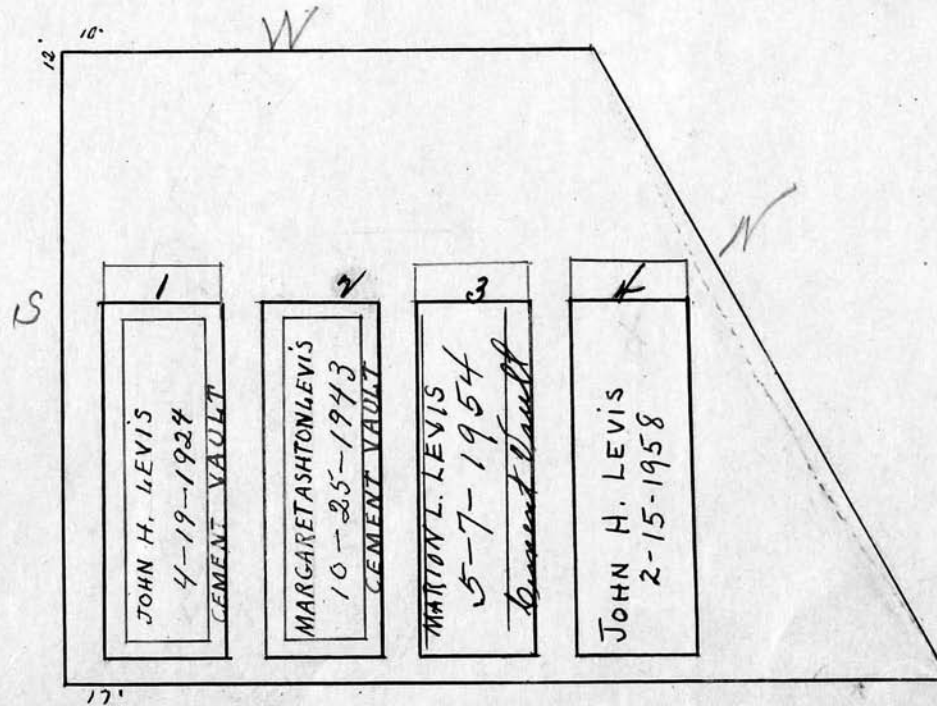 W
10'
12'
N
S
1
JOHN H. LEVIS
4-19-1924
CEMENT VAULT
2
MARGARET ASHTON LEVIS
10-25-1943
CEMENT VAULT
3
MARION L. LEVIS
5-7-1954
Cement Vault
4
JOHN H. LEVIS
2-15-1958
17'